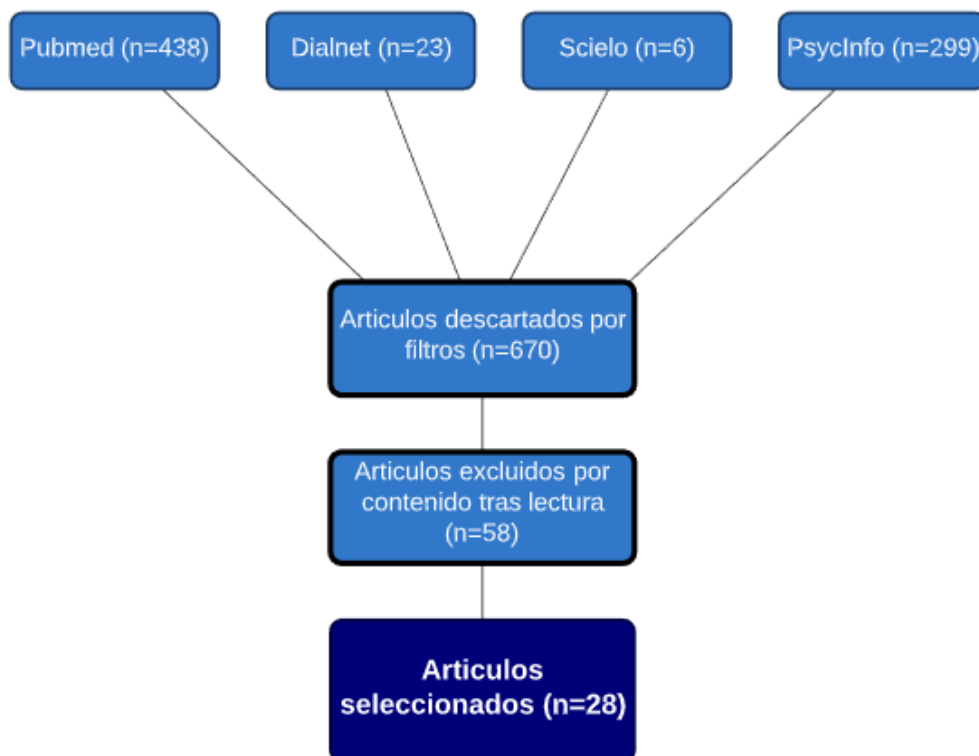 Pubmed (n=438)
Dialnet (n=23)
Scielo (n=6)
PsycInfo (n=299)
Articulos descartados por
filtros (n=670)
Articulos excluidos por
contenido tras lectura
(n=58)
Articulos
seleccionados (n=28)